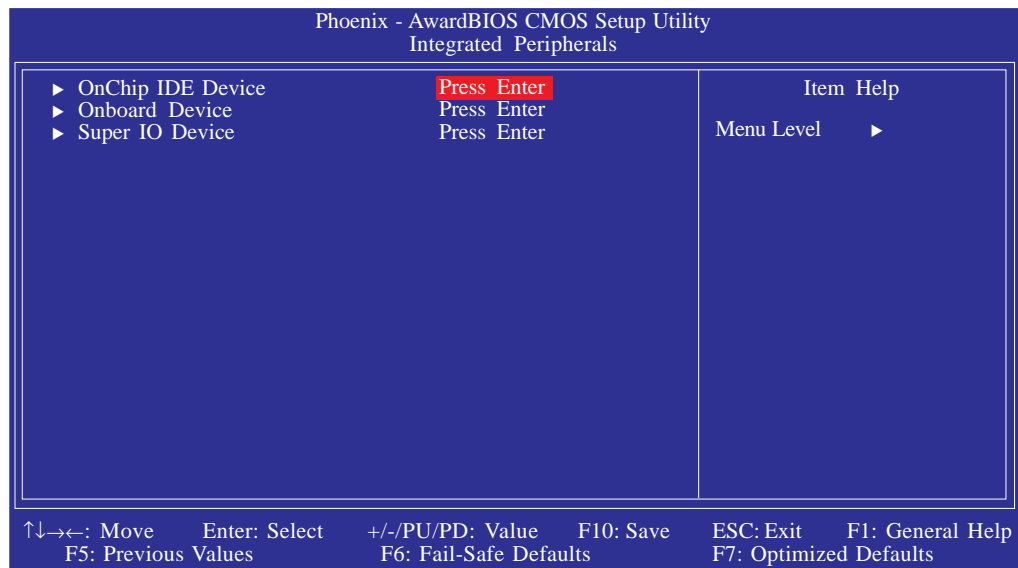 Phoenix - AwardBIOS CMOS Setup Utility
Integrated Peripherals
▶ OnChip IDE Device Press Enter
▶ Onboard Device Press Enter
▶ Super IO Device Press Enter
Item Help
Menu Level ▶
↑↓→←: Move Enter: Select +/-/PU/PD: Value F10: Save ESC: Exit F1: General Help
F5: Previous Values F6: Fail-Safe Defaults F7: Optimized Defaults